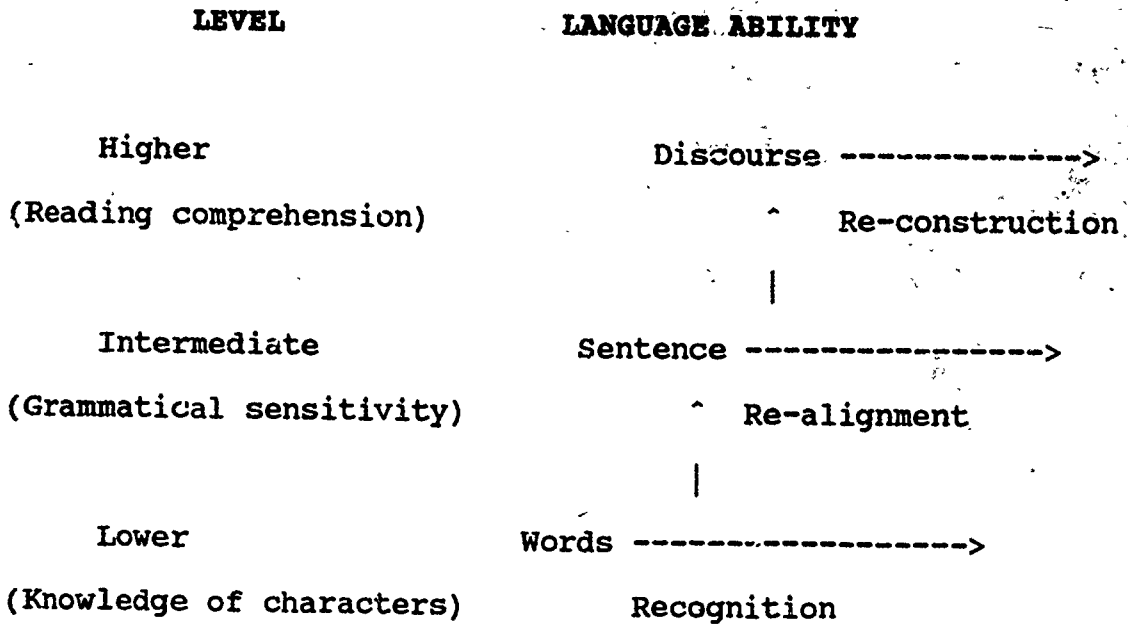 LEVEL LANGUAGE ABILITY
Higher Discourse -------------->
(Reading comprehension) ^ Re-construction
|
Intermediate Sentence ---------------->
(Grammatical sensitivity) ^ Re-alignment
|
Lower Words ------------------>
(Knowledge of characters) Recognition